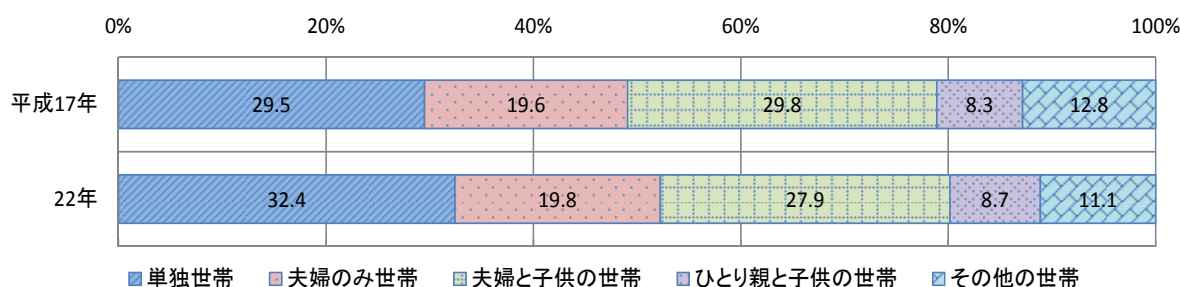 0% 20% 40% 60% 80% 100%
平成17年 29.5 19.6 29.8 8.3 12.8
22年 32.4 19.8 27.9 8.7 11.1
単独世帯 夫婦のみ世帯 夫婦と子供の世帯 ひとり親と子供の世帯 その他の世帯